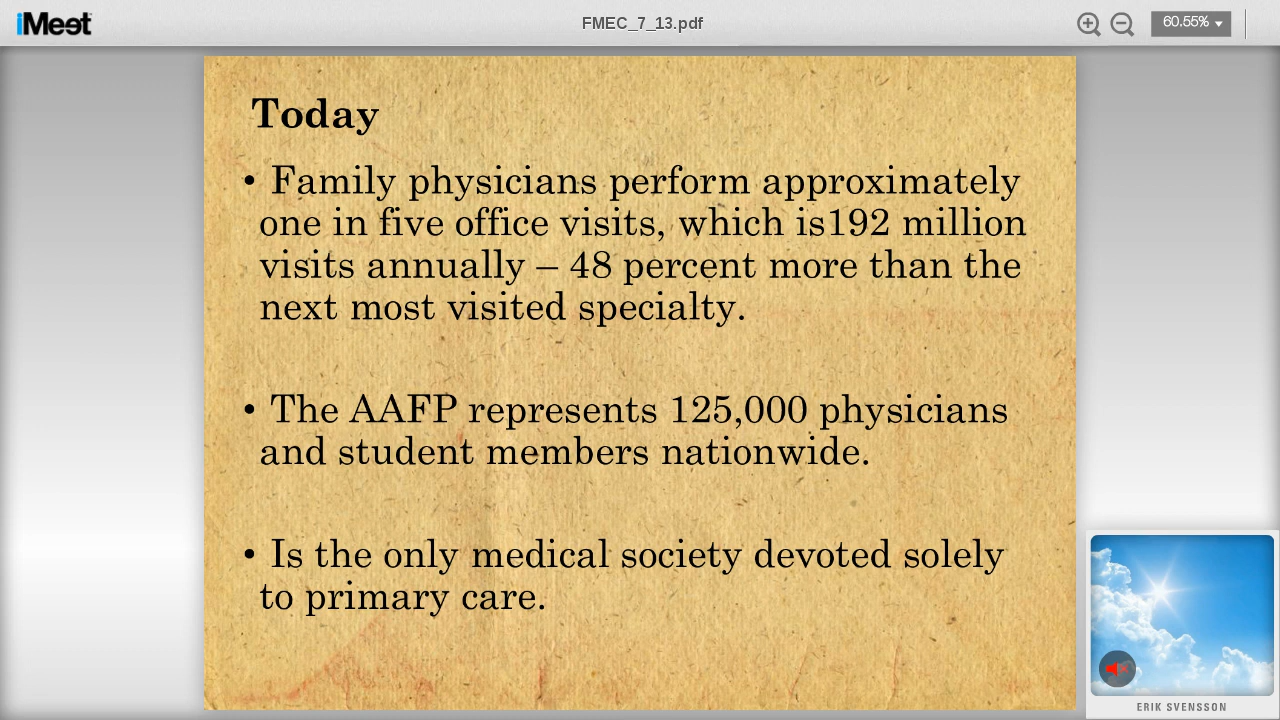 iMeet
FMEC_7_13.pdf
60.55%
Today
• Family physicians perform approximately
one in five office visits, which is192 million
visits annually – 48 percent more than the
next most visited specialty.
• The AAFP represents 125,000 physicians
and student members nationwide.
• Is the only medical society devoted solely
to primary care.
ERIK SVENSSON